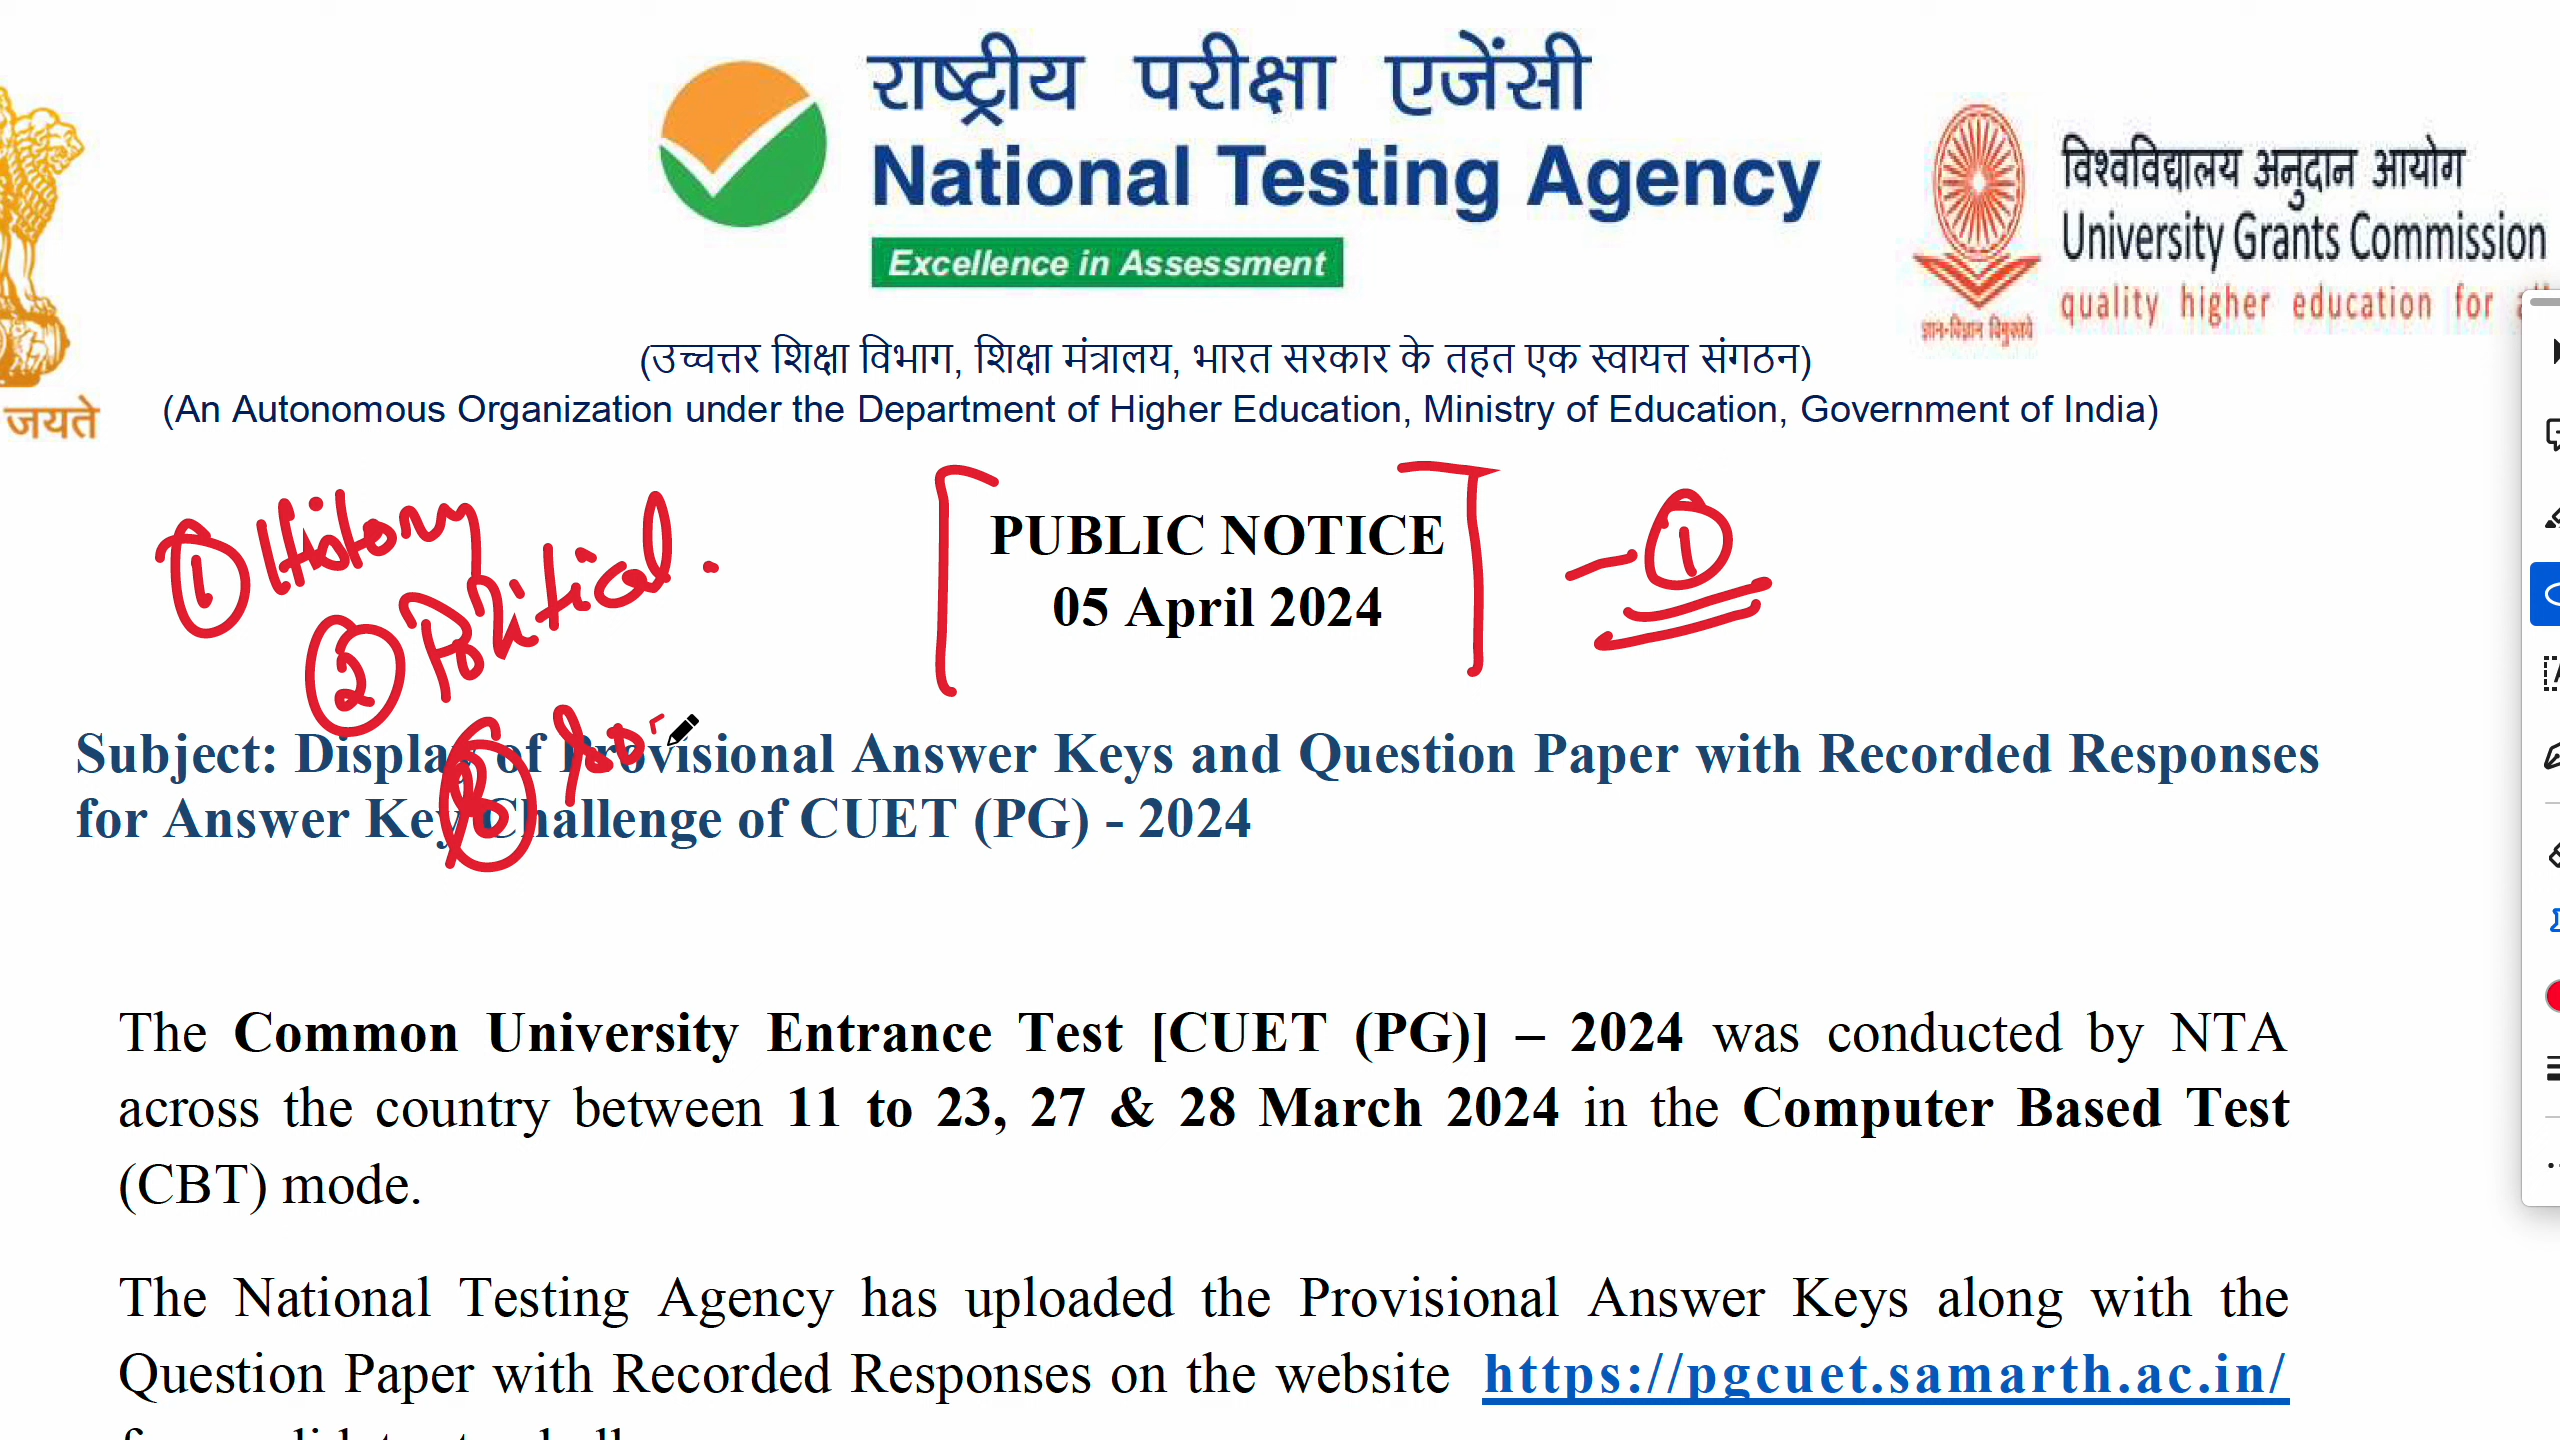 राष्ट्रीय परीक्षा एजेंसी
National Testing Agency
Excellence in Assessment
विश्वविद्यालय अनुदान आयोग
University Grants Commission
quality higher education for
ज्ञान-विज्ञान विमुक्तये
जयते
(उच्चत्तर शिक्षा विभाग, शिक्षा मंत्रालय, भारत सरकार के तहत एक स्वायत्त संगठन)
(An Autonomous Organization under the Department of Higher Education, Ministry of Education, Government of India)
① History
② Political.
PUBLIC NOTICE
05 April 2024
- ①
Subject: Display of Provisional Answer Keys and Question Paper with Recorded Responses
for Answer Key Challenge of CUET (PG) - 2024
The Common University Entrance Test [CUET (PG)] – 2024 was conducted by NTA
across the country between 11 to 23, 27 & 28 March 2024 in the Computer Based Test
(CBT) mode.
The National Testing Agency has uploaded the Provisional Answer Keys along with the
Question Paper with Recorded Responses on the website https://pgcuet.samarth.ac.in/